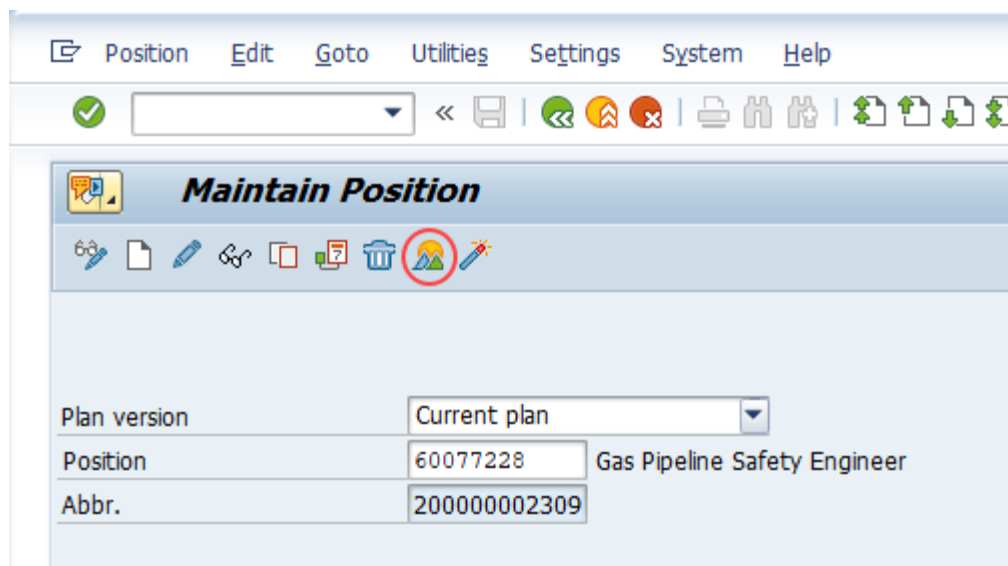 Position Edit Goto Utilities Settings System Help
Maintain Position
Plan version Current plan
Position 60077228 Gas Pipeline Safety Engineer
Abbr. 200000002309